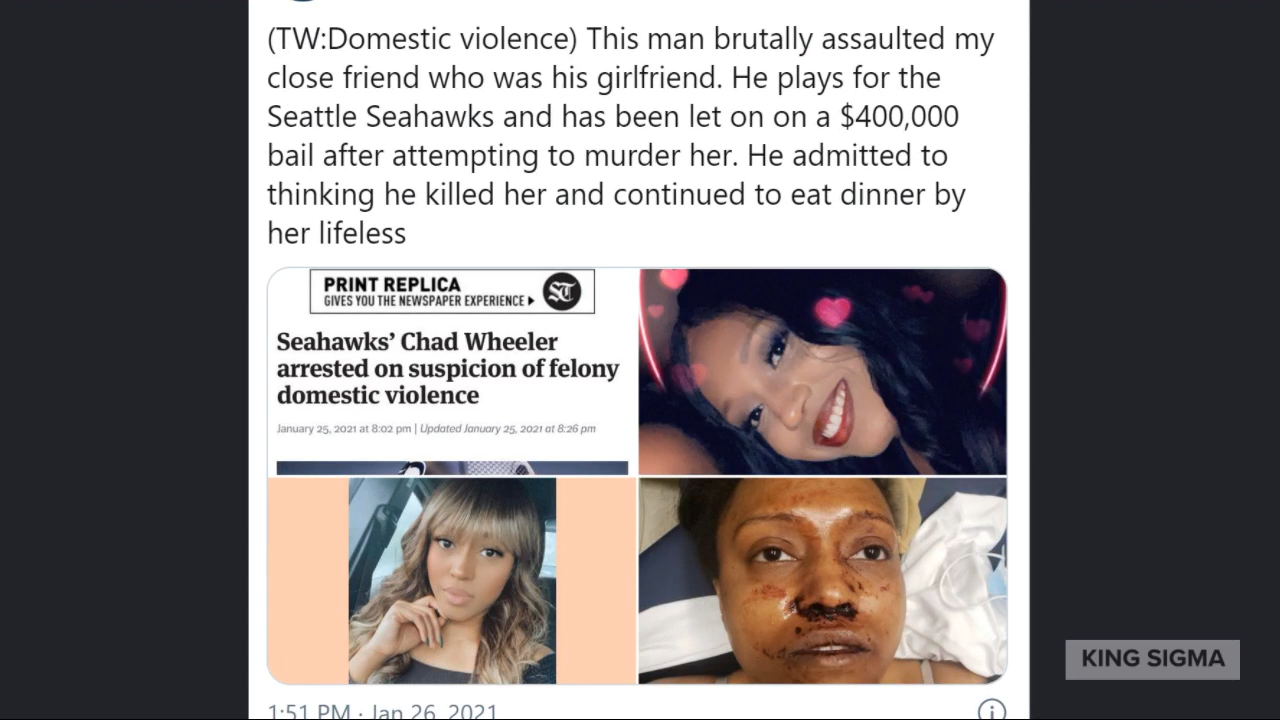 (TW:Domestic violence) This man brutally assaulted my
close friend who was his girlfriend. He plays for the
Seattle Seahawks and has been let on on a $400,000
bail after attempting to murder her. He admitted to
thinking he killed her and continued to eat dinner by
her lifeless
PRINT REPLICA
GIVES YOU THE NEWSPAPER EXPERIENCE
ST
Seahawks’ Chad Wheeler
arrested on suspicion of felony
domestic violence
January 25, 2021 at 8:02 pm | Updated January 25, 2021 at 8:26 pm
KING SIGMA
1:51 PM · Jan 26, 2021